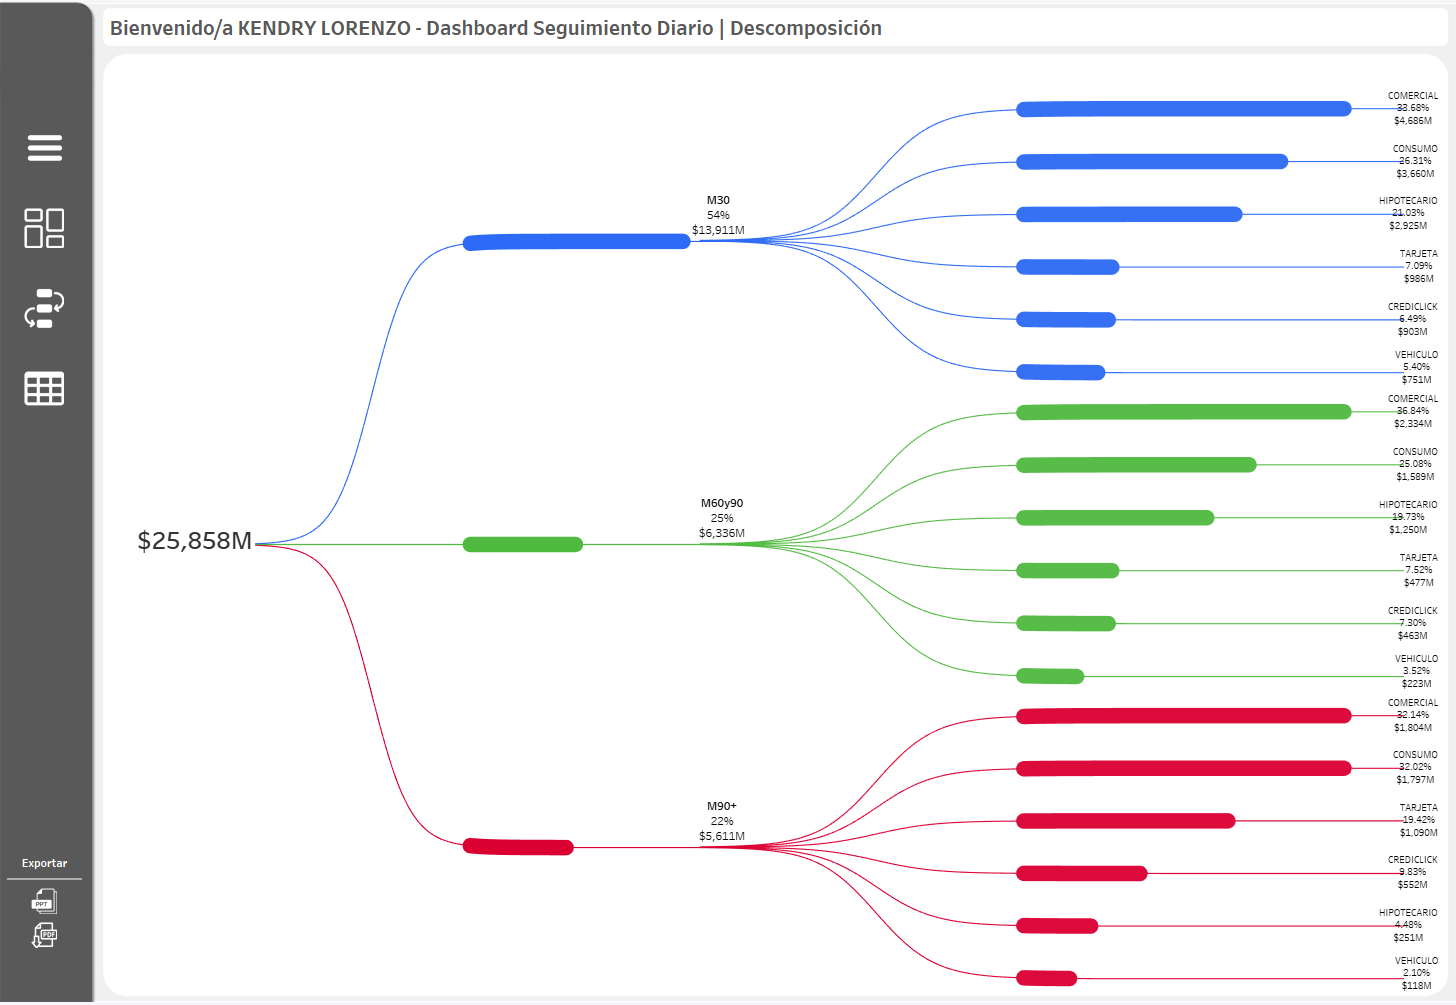 Bienvenido/a KENDRY LORENZO - Dashboard Seguimiento Diario | Descomposición
$25,858M
M30
54%
$13,911M
COMERCIAL
33.68%
$4,686M
CONSUMO
26.31%
$3,660M
HIPOTECARIO
21.03%
$2,925M
TARJETA
7.09%
$986M
CREDICLICK
6.49%
$903M
VEHICULO
5.40%
$751M
M60y90
25%
$6,336M
COMERCIAL
36.84%
$2,334M
CONSUMO
25.08%
$1,589M
HIPOTECARIO
19.73%
$1,250M
TARJETA
7.52%
$477M
CREDICLICK
7.30%
$463M
VEHICULO
3.52%
$223M
M90+
22%
$5,611M
COMERCIAL
32.14%
$1,804M
CONSUMO
32.02%
$1,797M
TARJETA
19.42%
$1,090M
CREDICLICK
9.83%
$552M
HIPOTECARIO
4.48%
$251M
VEHICULO
2.10%
$118M
Exportar
PPT
PDF